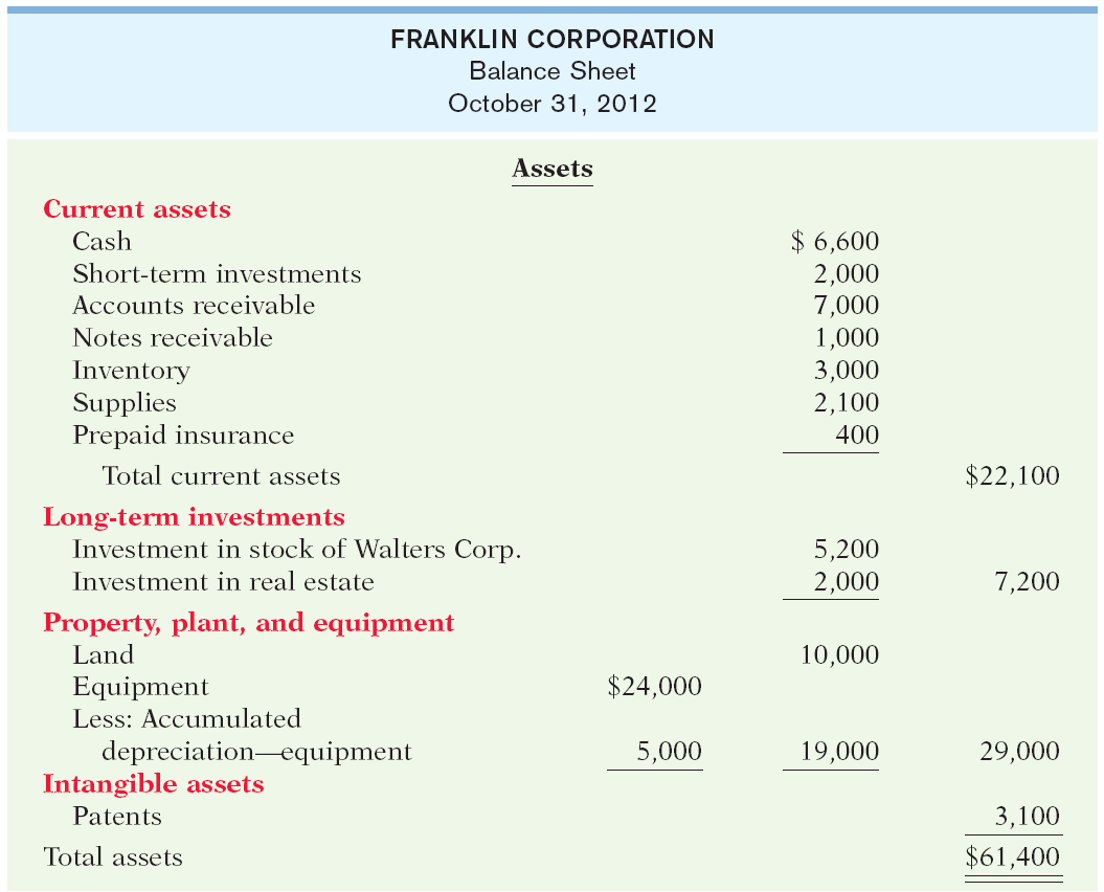 FRANKLIN CORPORATION
Balance Sheet
October 31, 2012
Assets
Current assets
Cash $ 6,600
Short-term investments 2,000
Accounts receivable 7,000
Notes receivable 1,000
Inventory 3,000
Supplies 2,100
Prepaid insurance 400
Total current assets $22,100
Long-term investments
Investment in stock of Walters Corp. 5,200
Investment in real estate 2,000 7,200
Property, plant, and equipment
Land 10,000
Equipment $24,000
Less: Accumulated
depreciation—equipment 5,000 19,000 29,000
Intangible assets
Patents 3,100
Total assets $61,400